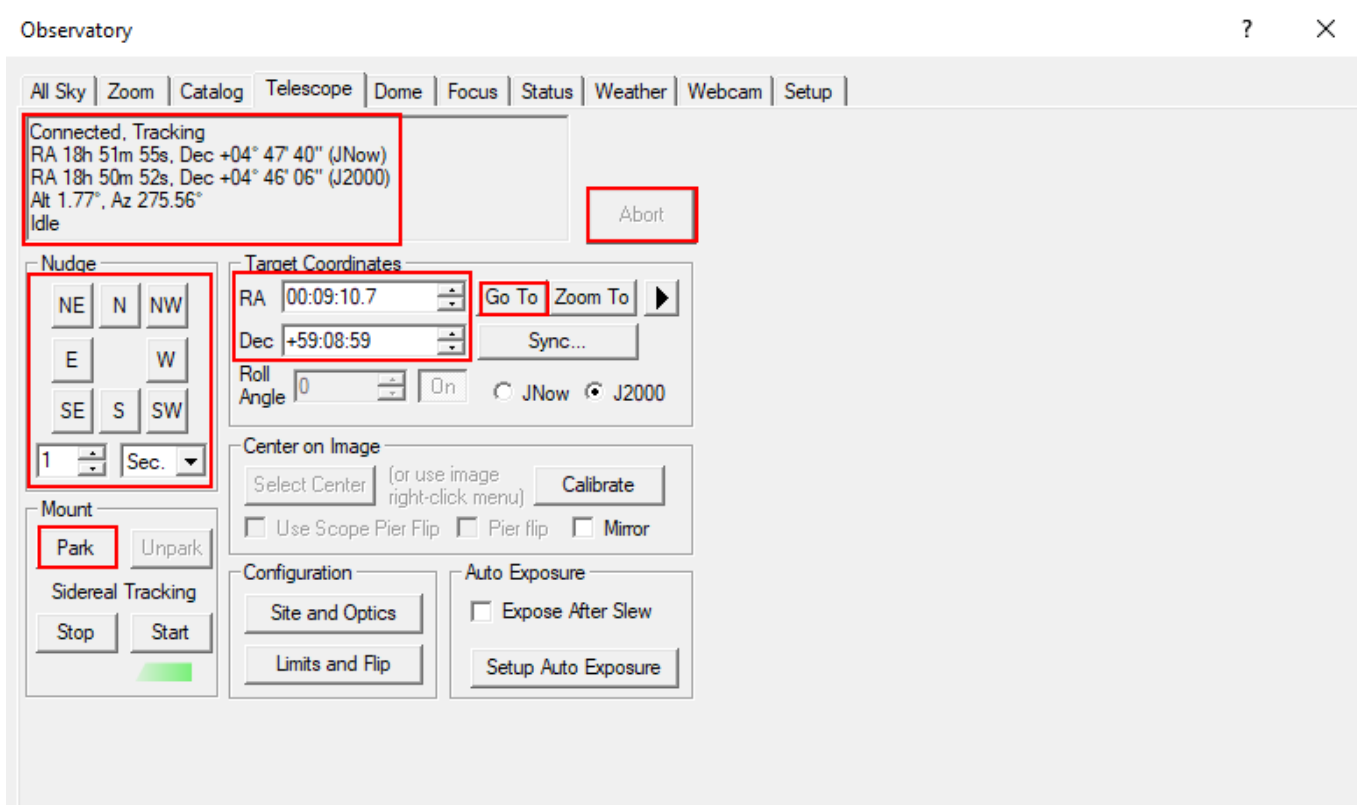 Observatory
? ×
All Sky Zoom Catalog Telescope Dome Focus Status Weather Webcam Setup
Connected, Tracking
RA 18h 51m 55s, Dec +04° 47' 40" (JNow)
RA 18h 50m 52s, Dec +04° 46' 06" (J2000)
Alt 1.77°, Az 275.56°
Idle
Abort
Nudge
NE N NW
E W
SE S SW
1 Sec.
Target Coordinates
RA 00:09:10.7 Go To Zoom To
Dec +59:08:59 Sync...
Roll
Angle 0 On JNow J2000
Center on Image
Select Center (or use image
right-click menu) Calibrate
Use Scope Pier Flip Pier flip Mirror
Mount
Park Unpark
Sidereal Tracking
Stop Start
Configuration
Site and Optics
Limits and Flip
Auto Exposure
Expose After Slew
Setup Auto Exposure